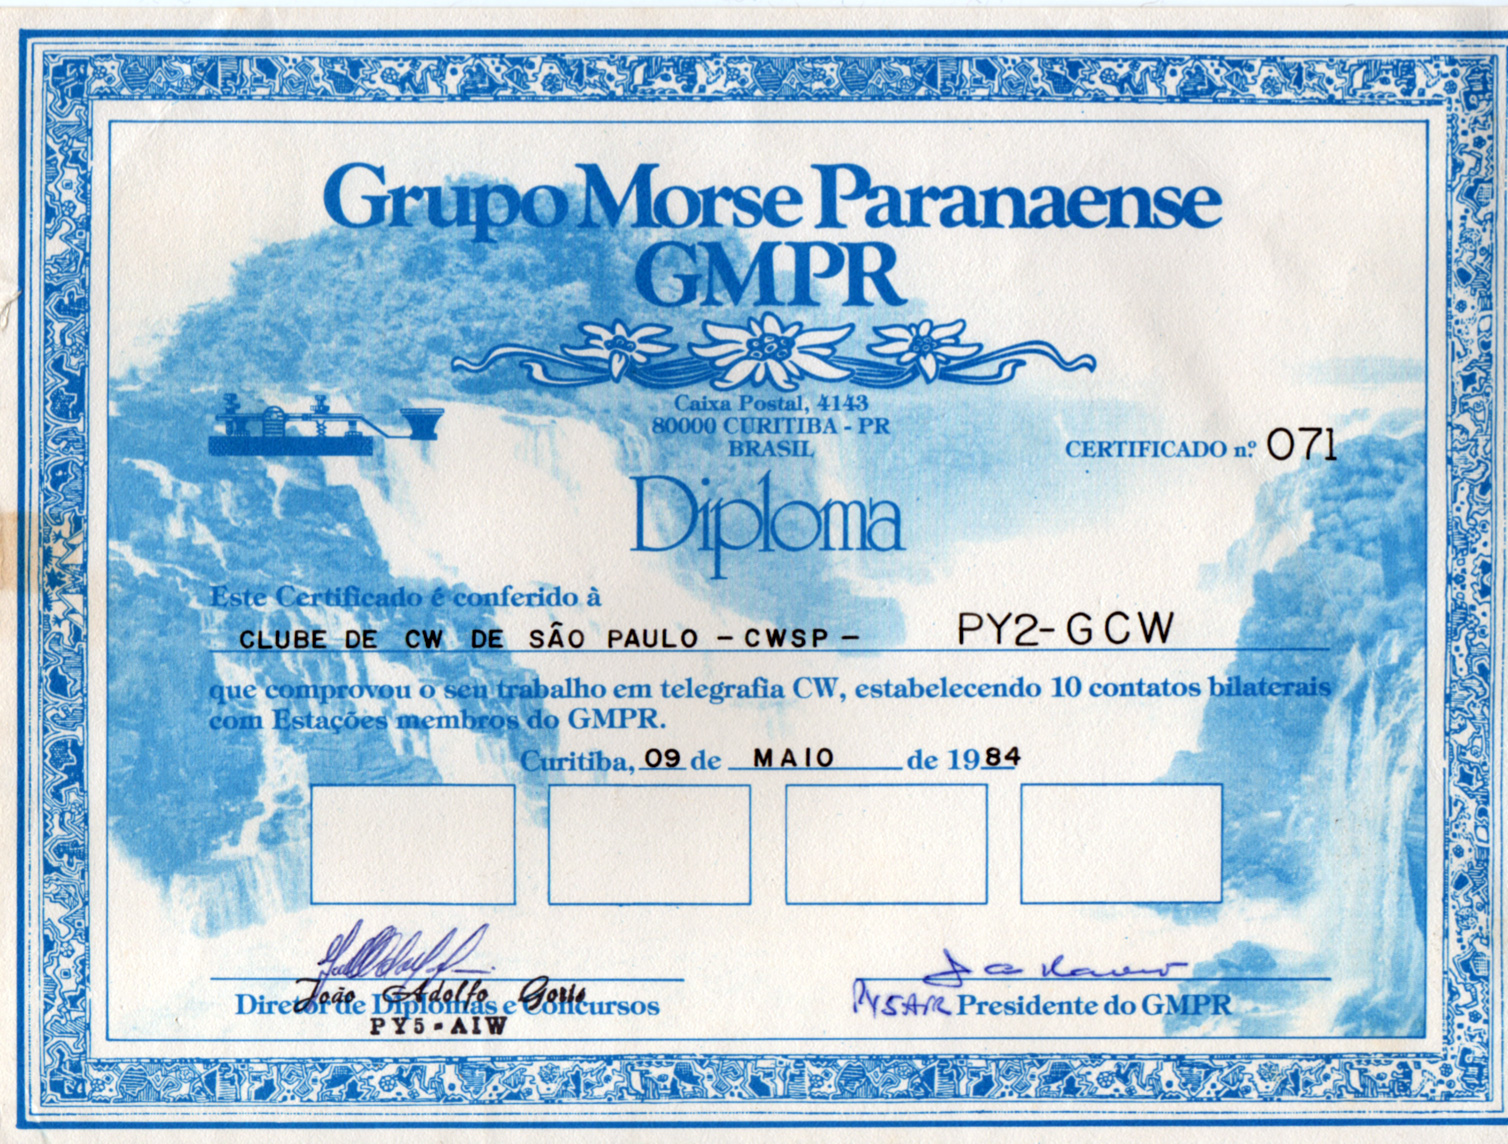 Grupo Morse Paranaense
GMPR
Caixa Postal, 4143
80000 CURITIBA - PR
BRASIL
CERTIFICADO nº 071
Diploma
Este Certificado é conferido à
CLUBE DE CW DE SÃO PAULO - CWSP - PY2-GCW
que comprovou o seu trabalho em telegrafia CW, estabelecendo 10 contatos bilaterais
com Estações membros do GMPR.
Curitiba, 09 de MAIO de 1984
João Adolfo
Diretor de Diplomas e Concursos
PY5-AIW
Presidente do GMPR